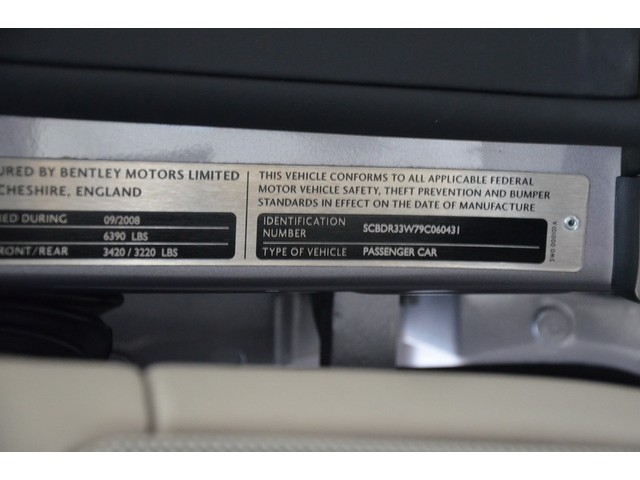 URED BY BENTLEY MOTORS LIMITED
CHESHIRE, ENGLAND
ED DURING 09/2008
6390 LBS
FRONT/REAR 3420 / 3220 LBS
THIS VEHICLE CONFORMS TO ALL APPLICABLE FEDERAL
MOTOR VEHICLE SAFETY, THEFT PREVENTION AND BUMPER
STANDARDS IN EFFECT ON THE DATE OF MANUFACTURE
IDENTIFICATION
NUMBER SCBDR33W79C060431
TYPE OF VEHICLE PASSENGER CAR